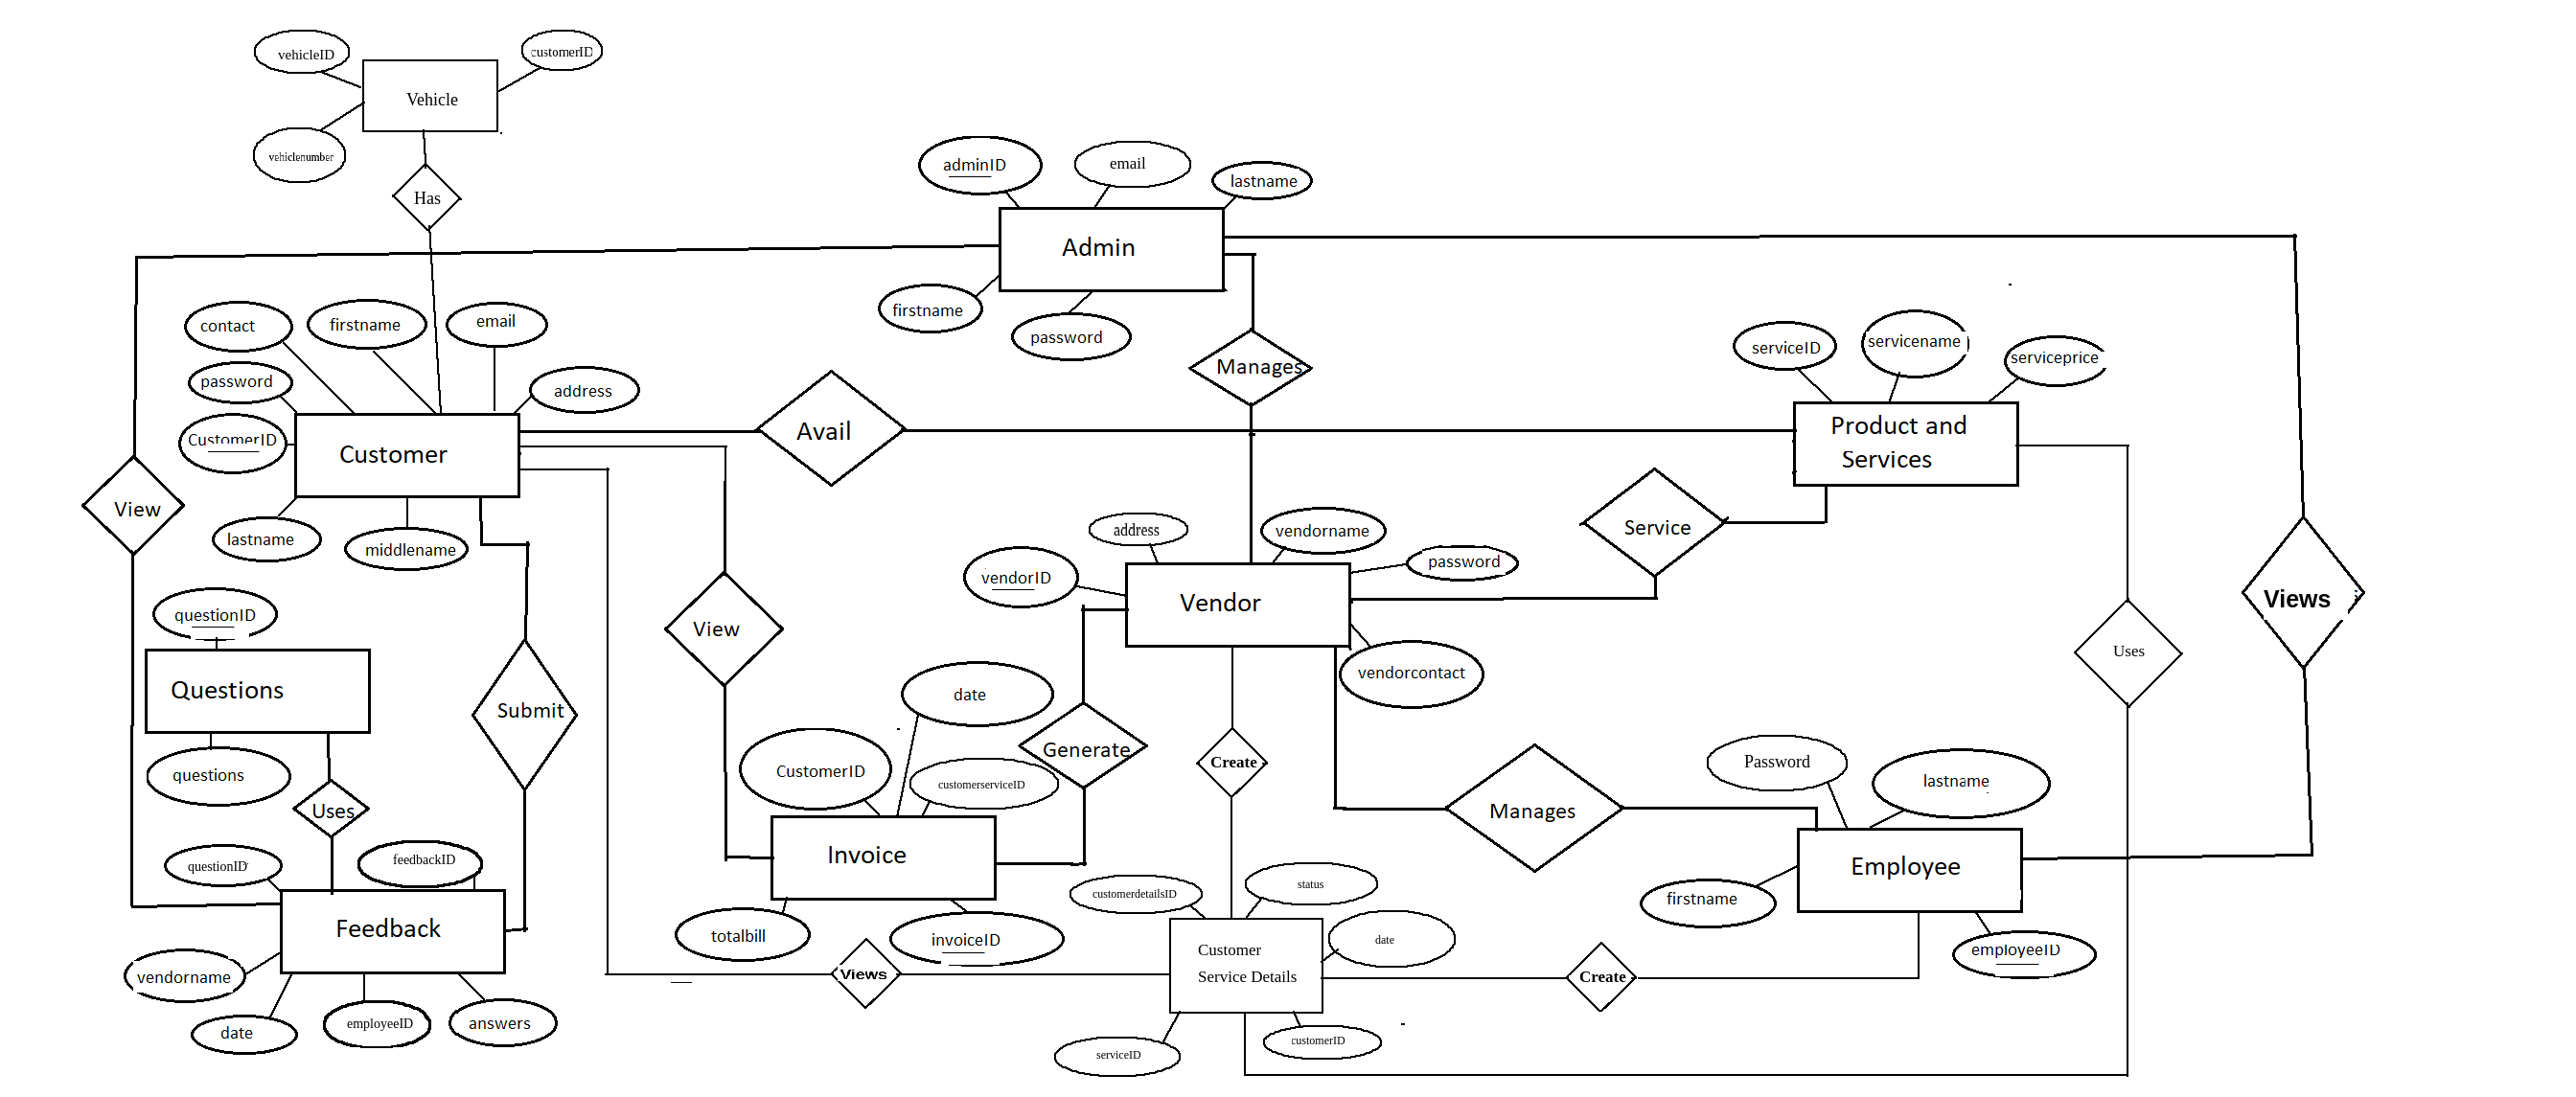 vehicleID
customerID
Vehicle
vehiclenumber
Has
adminID
email
lastname
Admin
firstname
password
Manages
contact
firstname
email
password
address
CustomerID
Customer
lastname
middlename
View
Avail
serviceID
servicename
serviceprice
Product and
Services
Service
address
vendorname
vendorID
password
Vendor
vendorcontact
Views
Uses
questionID
Questions
questions
Uses
Submit
View
date
Generate
CustomerID
customerserviceID
Invoice
totalbill
invoiceID
Create
Manages
Password
lastname
Employee
firstname
employeeID
questionID
feedbackID
Feedback
vendorname
date
employeeID
answers
Views
customerdetailsID
status
date
Customer
Service Details
Create
serviceID
customerID